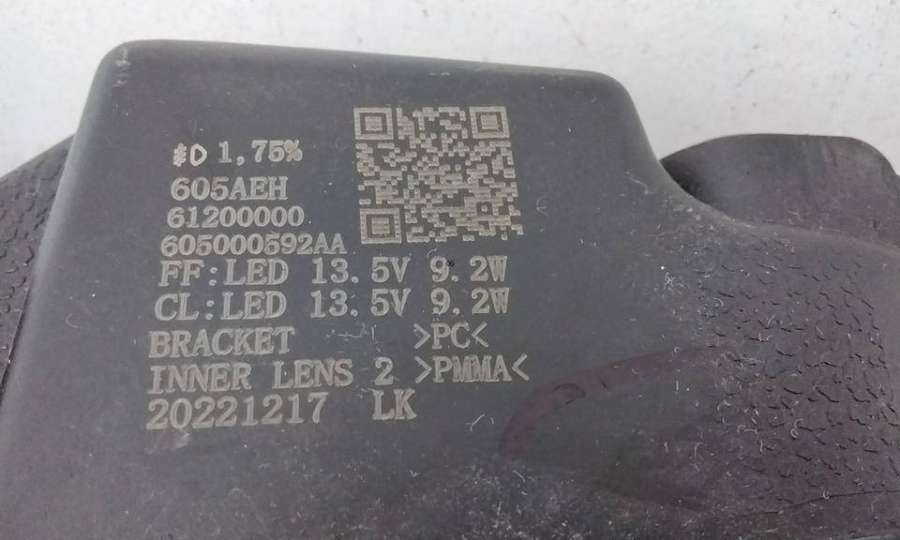 1,75%
605AEH
61200000
605000592AA
FF:LED 13.5V 9.2W
CL:LED 13.5V 9.2W
BRACKET >PC<
INNER LENS 2 >PMMA<
20221217 LK